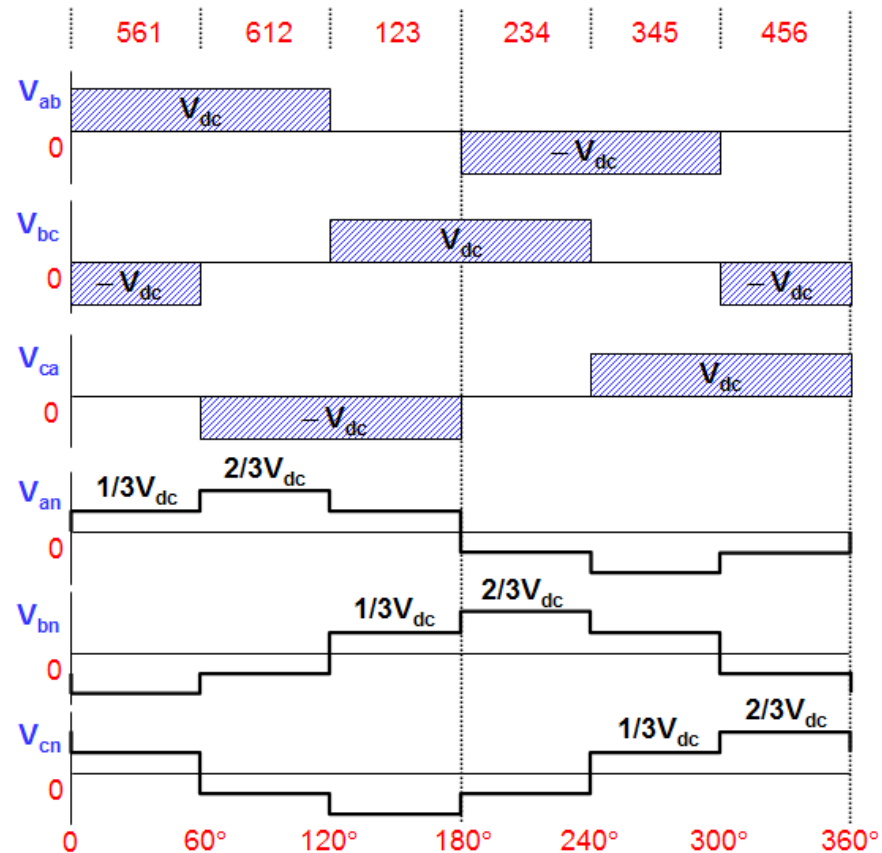 561 612 123 234 345 456
Vab
Vdc
0
– Vdc
Vbc
Vdc
0
– Vdc
– Vdc
Vca
Vdc
0
– Vdc
Van
1/3Vdc
2/3Vdc
0
Vbn
1/3Vdc
2/3Vdc
0
Vcn
1/3Vdc
2/3Vdc
0
0 60° 120° 180° 240° 300° 360°